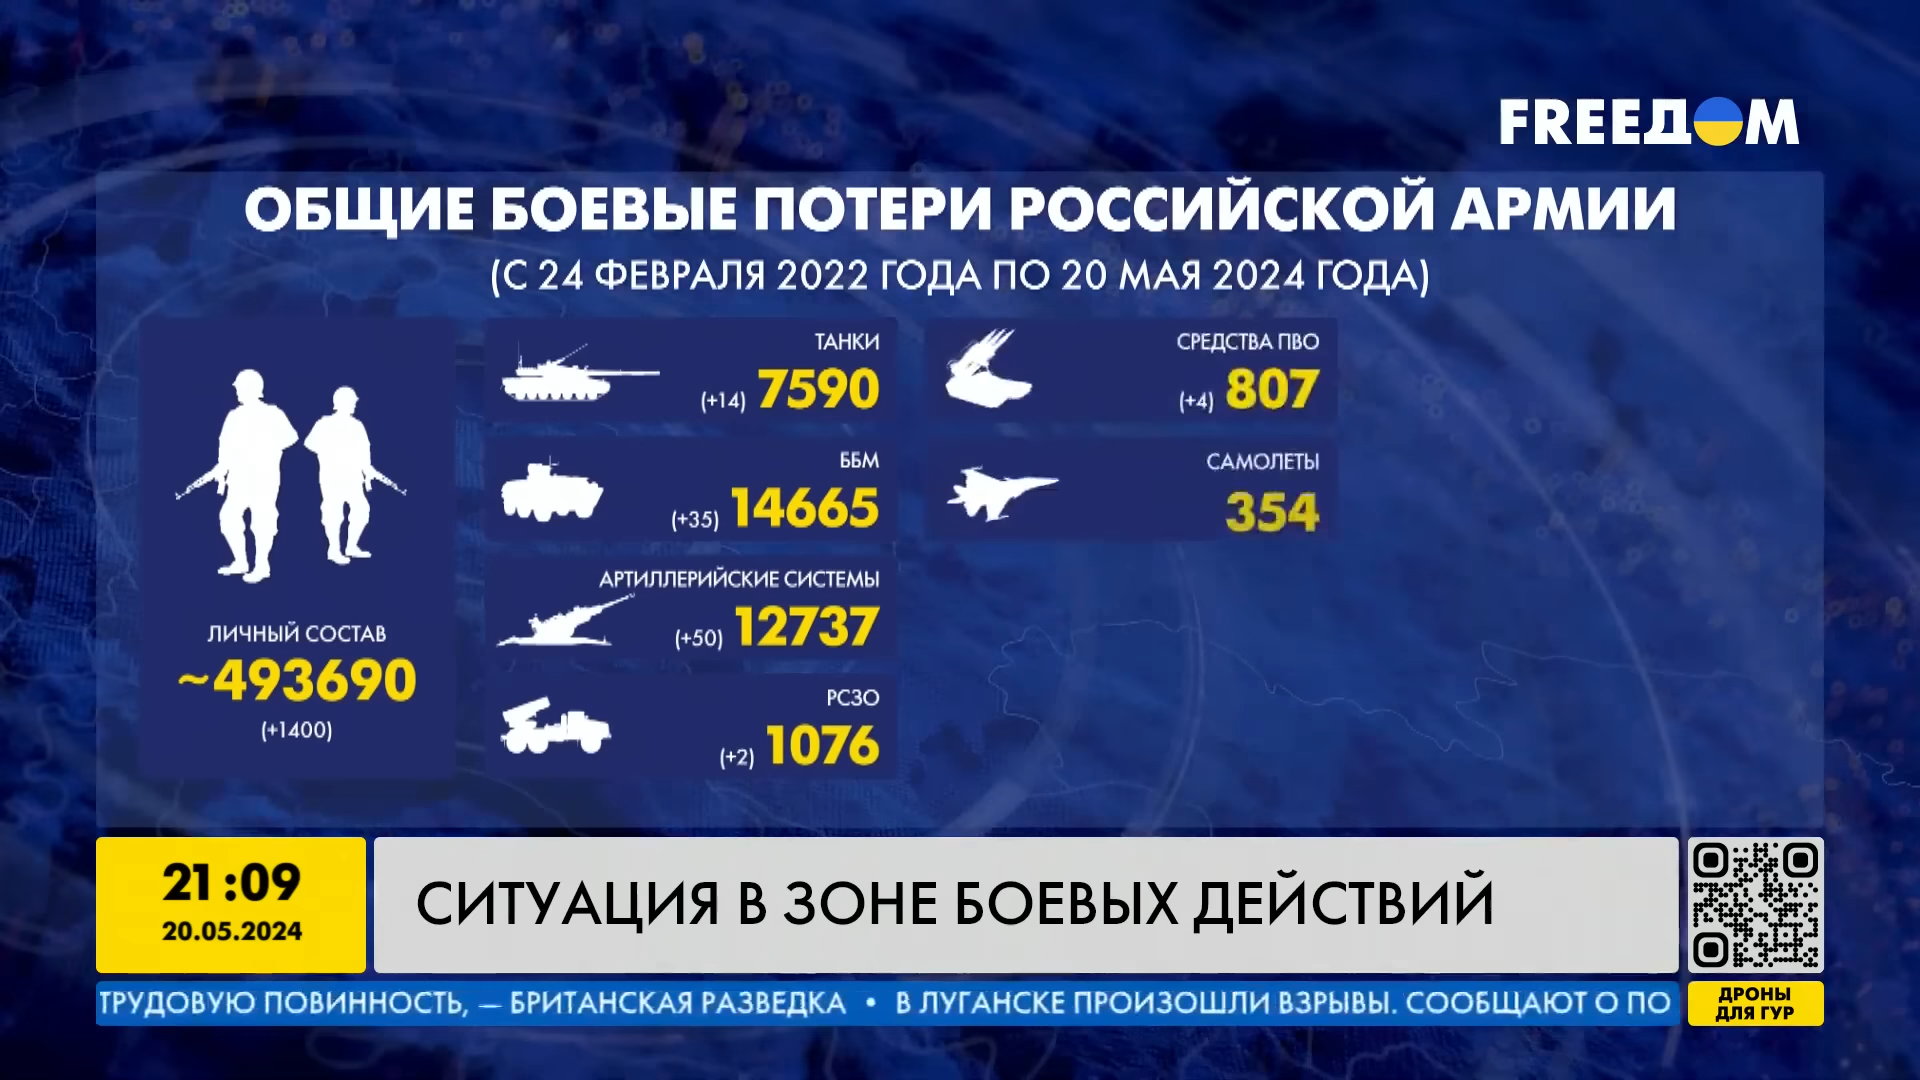 FREEДOM
ОБЩИЕ БОЕВЫЕ ПОТЕРИ РОССИЙСКОЙ АРМИИ
(С 24 ФЕВРАЛЯ 2022 ГОДА ПО 20 МАЯ 2024 ГОДА)
ЛИЧНЫЙ СОСТАВ
~493690
(+1400)
ТАНКИ
(+14) 7590
ББМ
(+35) 14665
АРТИЛЛЕРИЙСКИЕ СИСТЕМЫ
(+50) 12737
РСЗО
(+2) 1076
СРЕДСТВА ПВО
(+4) 807
САМОЛЕТЫ
354
21:09
20.05.2024
СИТУАЦИЯ В ЗОНЕ БОЕВЫХ ДЕЙСТВИЙ
ТРУДОВУЮ ПОВИННОСТЬ, — БРИТАНСКАЯ РАЗВЕДКА • В ЛУГАНСКЕ ПРОИЗОШЛИ ВЗРЫВЫ. СООБЩАЮТ О ПО
ДРОНЫ
ДЛЯ ГУР